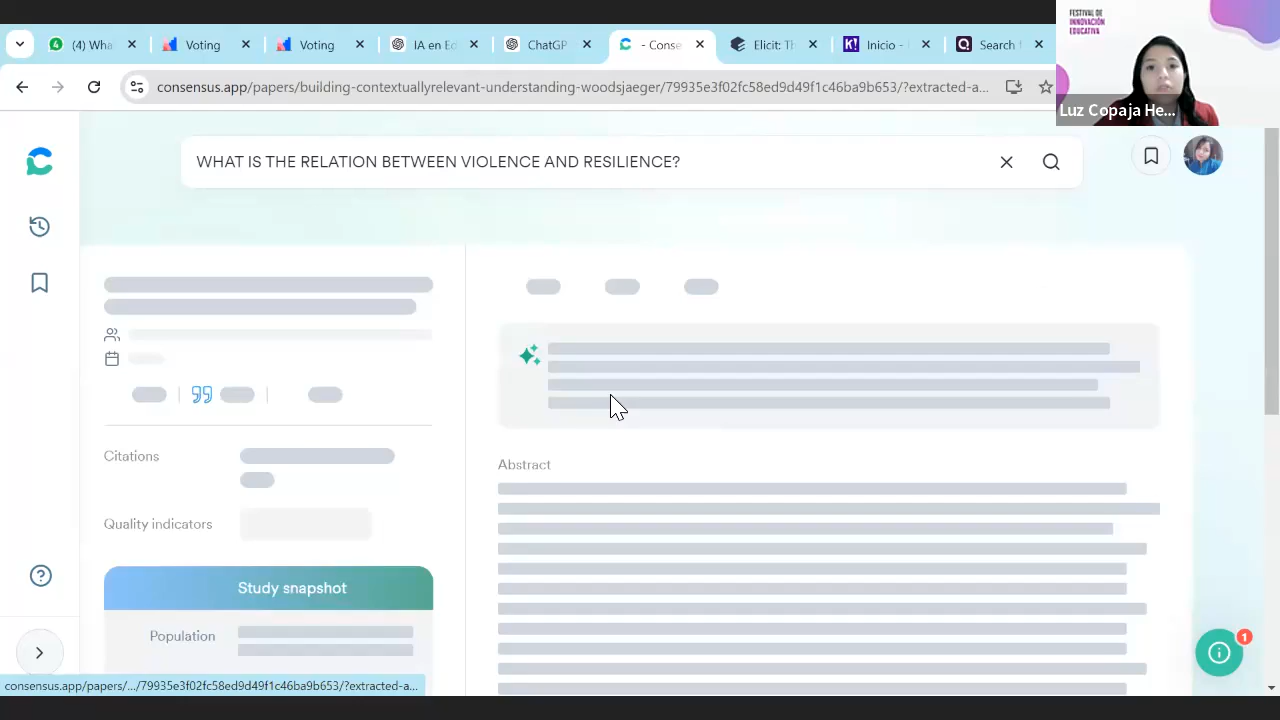 (4) Wha
Voting
Voting
IA en Ed
ChatGP
- Conse
Elicit: Th
K!
Inicio -
Search
FESTIVAL DE
INNOVACIÓN
EDUCATIVA
consensus.app/papers/building-contextuallyrelevant-understanding-woodsjaeger/79935e3f02fc58ed9d49f1c46ba9b653/?extracted-a...
Luz Copaja He...
WHAT IS THE RELATION BETWEEN VIOLENCE AND RESILIENCE?
Citations
Abstract
Quality indicators
Study snapshot
Population
1
consensus.app/papers/.../79935e3f02fc58ed9d49f1c46ba9b653/?extracted-a...